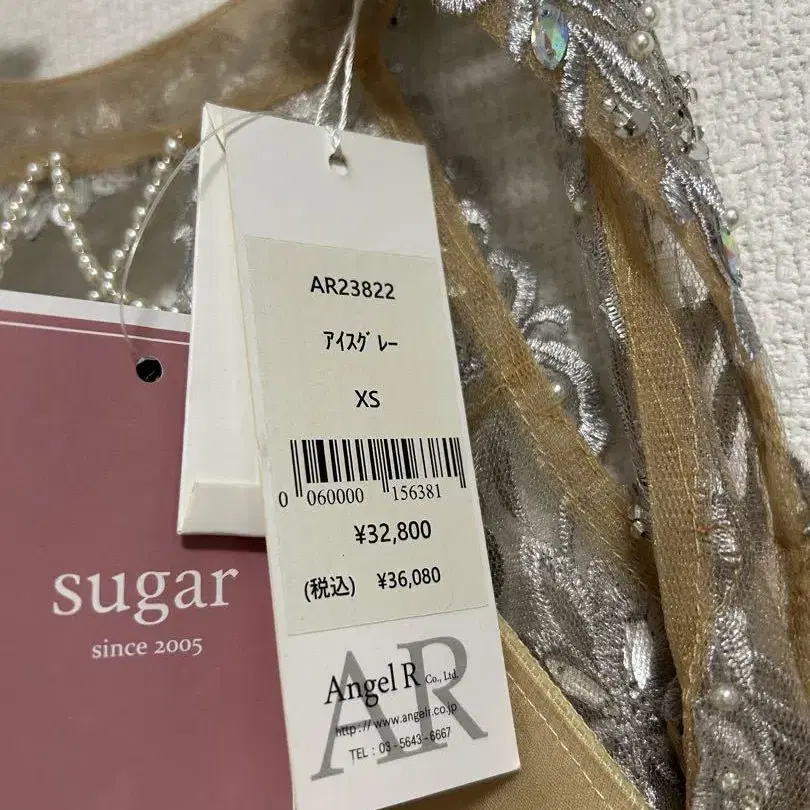 AR23822
ｱｲｽｸﾞﾚｰ
XS
0 060000 156381
¥32,800
(税込) ¥36,080
AR
Angel R Co., Ltd.
http://www.angelr.co.jp
TEL : 03-5643-6667
sugar
since 2005